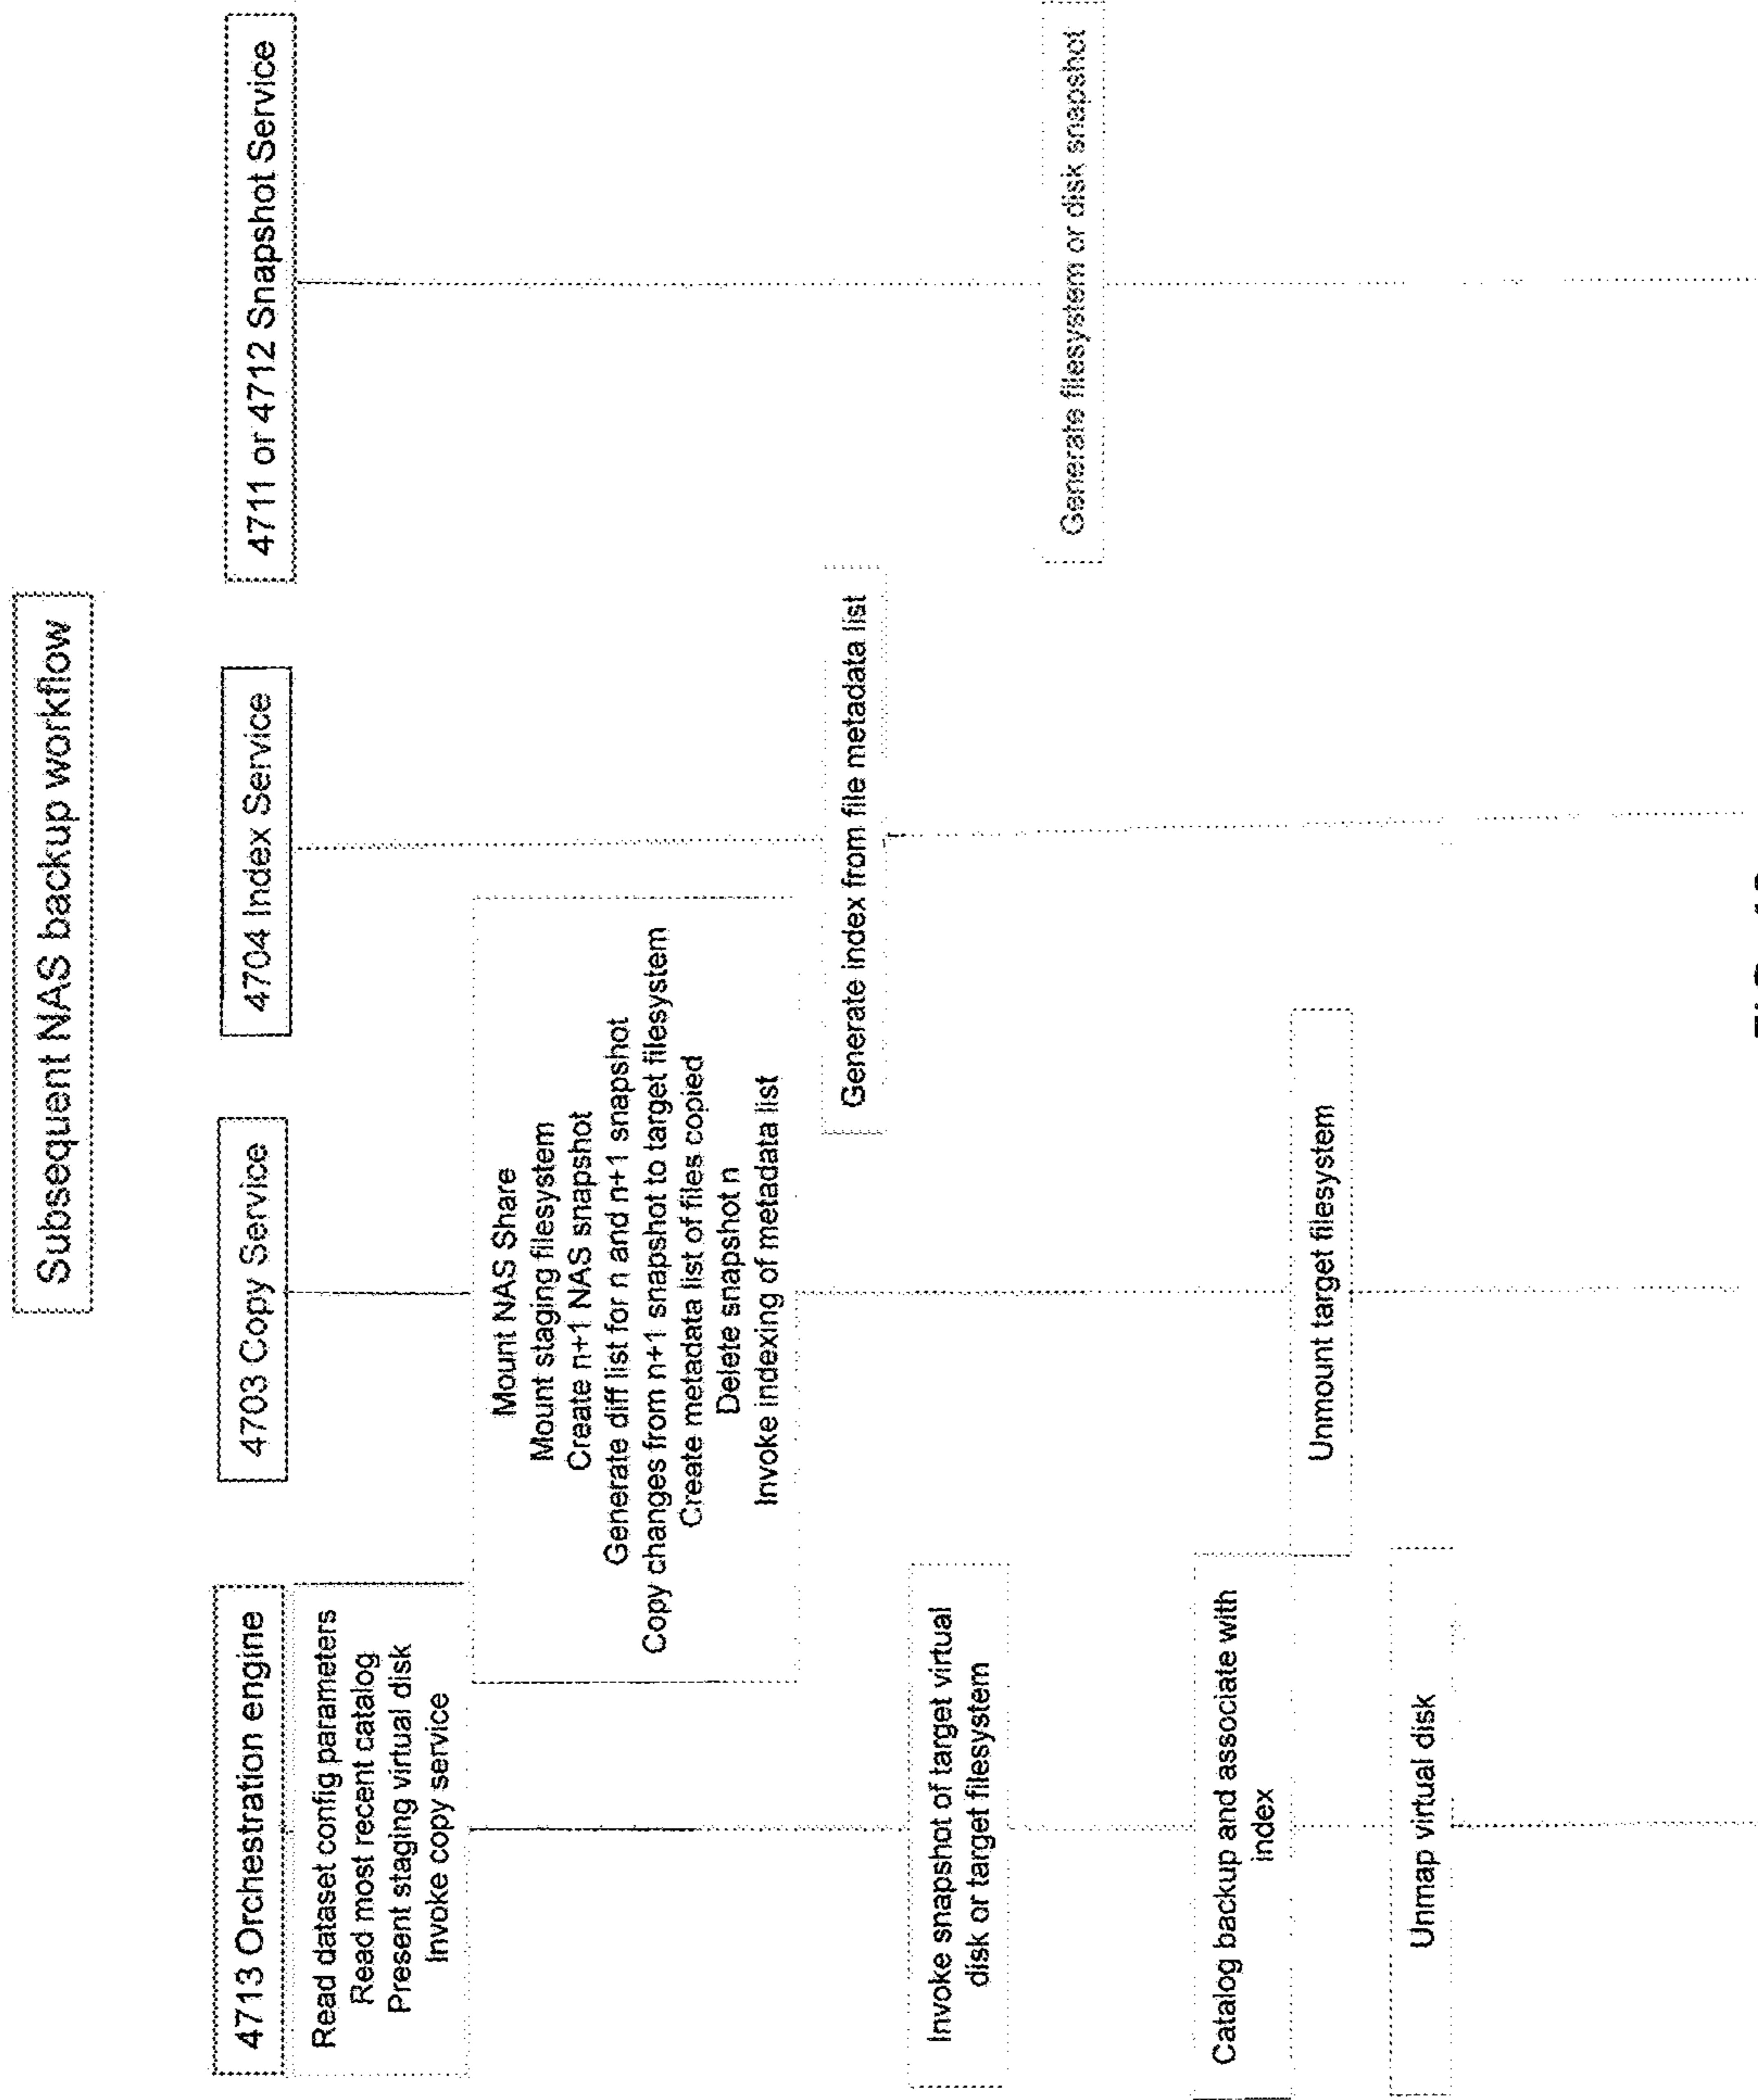 Subsequent NAS backup workflow
4713 Orchestration engine
4703 Copy Service
4704 Index Service
4711 or 4712 Snapshot Service
Read dataset config parameters
Read most recent catalog
Present staging virtual disk
Invoke copy service
Mount NAS Share
Mount staging filesystem
Create n+1 NAS snapshot
Generate diff list for n and n+1 snapshot
Copy changes from n+1 snapshot to target filesystem
Create metadata list of files copied
Delete snapshot n
Invoke indexing of metadata list
Generate index from file metadata list
Invoke snapshot of target virtual
disk or target filesystem
Generate filesystem or disk snapshot
Catalog backup and associate with
index
Unmount target filesystem
Unmap virtual disk